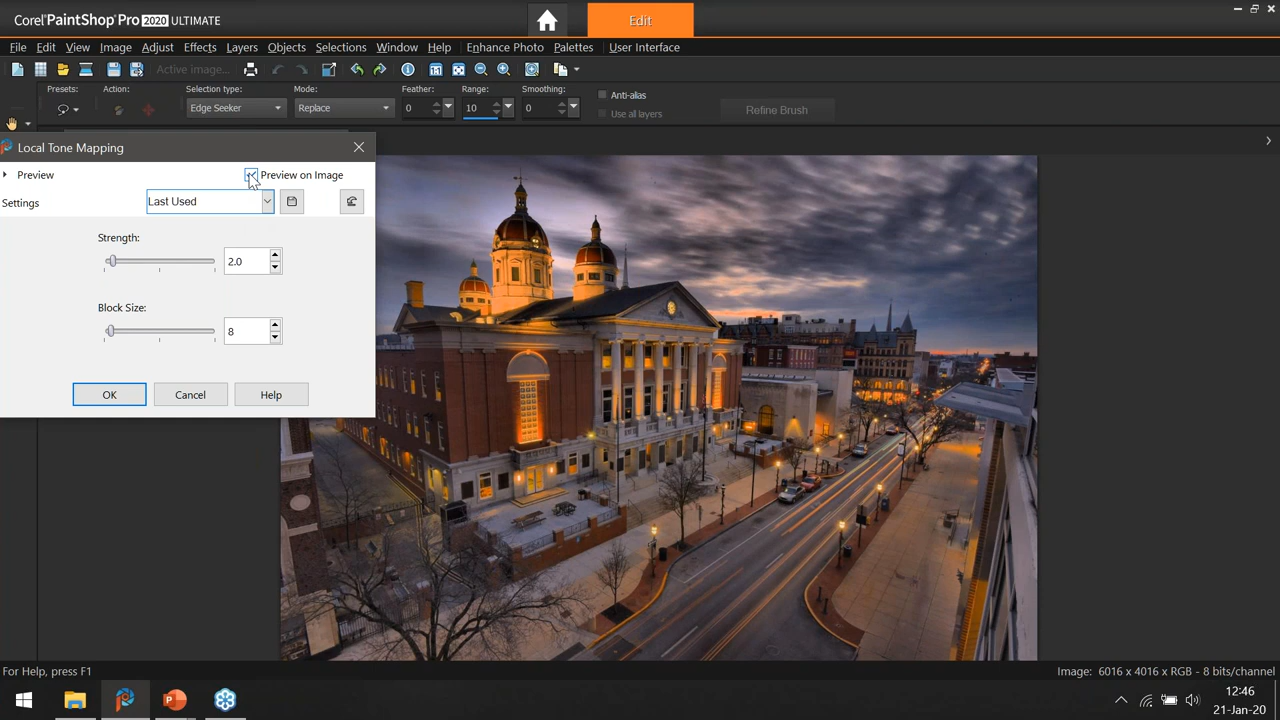 Corel PaintShop Pro 2020 ULTIMATE
Edit
File Edit View Image Adjust Effects Layers Objects Selections Window Help Enhance Photo Palettes User Interface
Active image...
Presets: Action: Selection type: Mode: Feather: Range: Smoothing:
Anti-alias
Edge Seeker Replace 0 10 0
Use all layers
Refine Brush
Local Tone Mapping
Preview
Preview on Image
Settings
Last Used
Strength:
2.0
Block Size:
8
OK Cancel Help
For Help, press F1
Image: 6016 x 4016 x RGB - 8 bits/channel
12:46
21-Jan-20